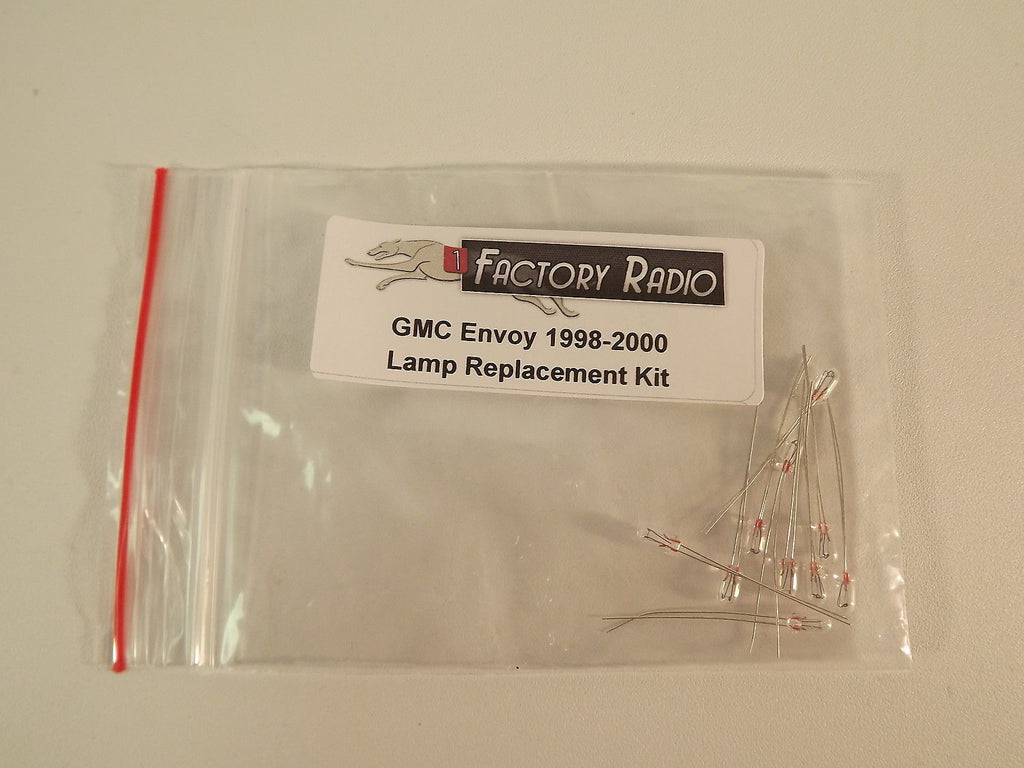 1 Factory Radio
GMC Envoy 1998-2000
Lamp Replacement Kit